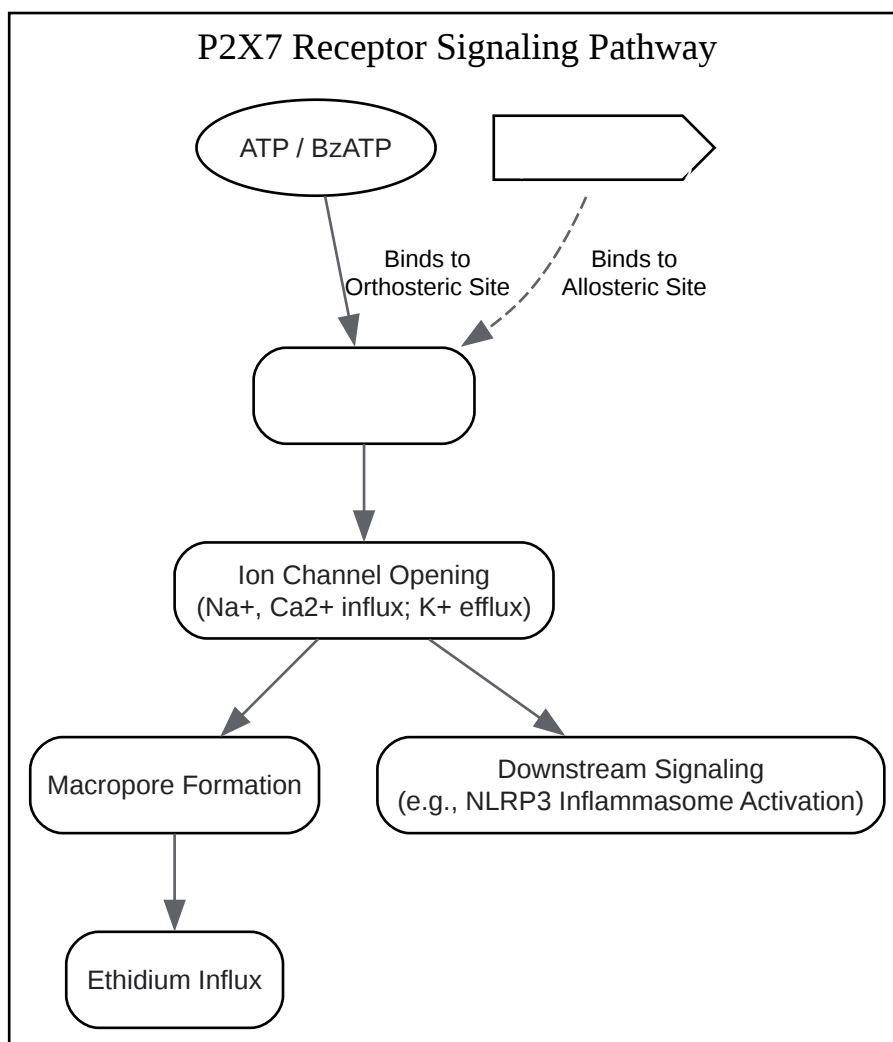 P2X7 Receptor Signaling Pathway
ATP / BzATP
Binds to
Orthosteric Site
Binds to
Allosteric Site
Ion Channel Opening
(Na+, Ca2+ influx; K+ efflux)
Macropore Formation
Downstream Signaling
(e.g., NLRP3 Inflammasome Activation)
Ethidium Influx